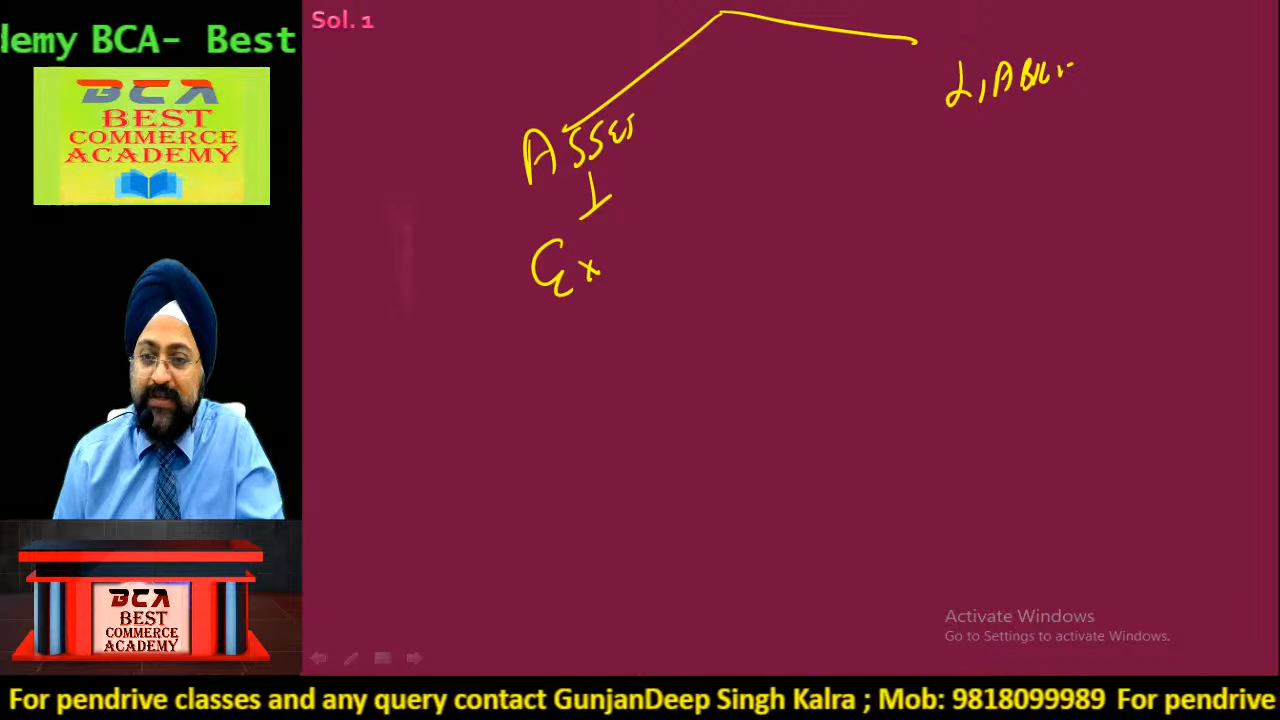 demy BCA- Best
BCA
BEST
COMMERCE
ACADEMY
Sol. 1
ASSET
Ex
BCA
BEST
COMMERCE
ACADEMY
Activate Windows
Go to Settings to activate Windows.
For pendrive classes and any query contact GunjanDeep Singh Kalra ; Mob: 9818099989 For pendrive